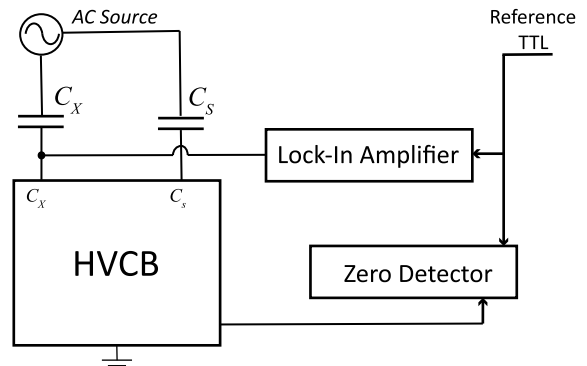 AC Source
Reference
TTL
C_X
C_S
Lock-In Amplifier
C_X
C_s
HVCB
Zero Detector